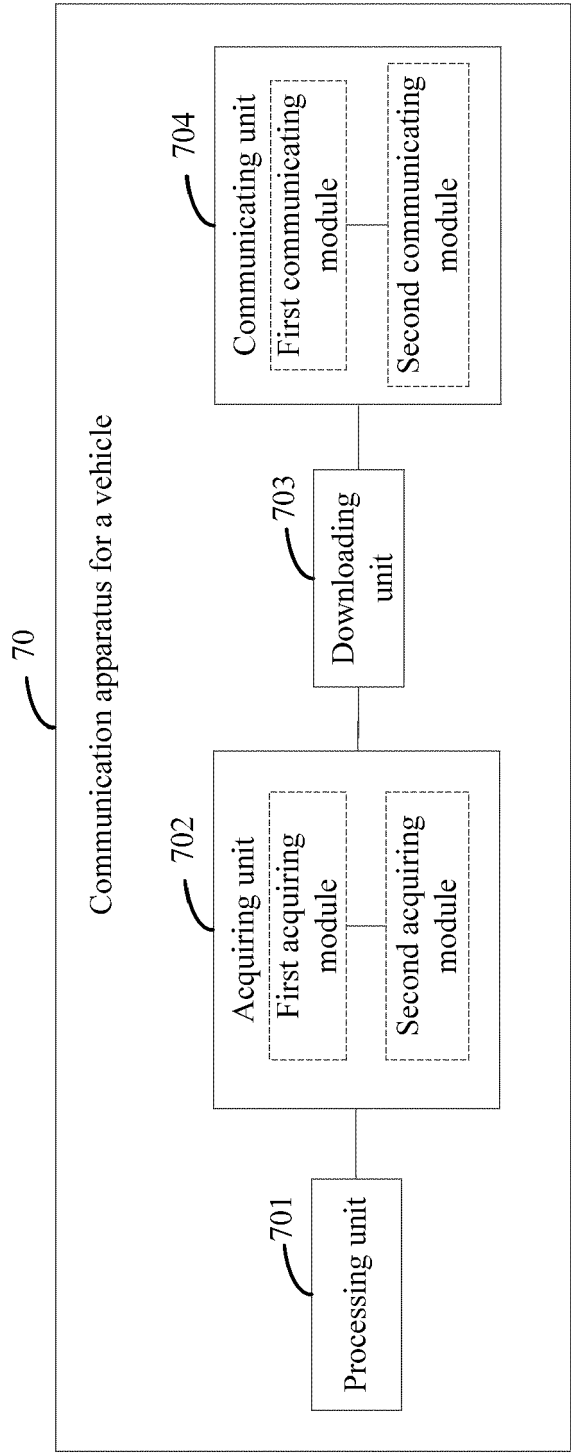 70
Communication apparatus for a vehicle
701
Processing unit
702
Acquiring unit
First acquiring
module
Second acquiring
module
703
Downloading
unit
704
Communicating unit
First communicating
module
Second communicating
module